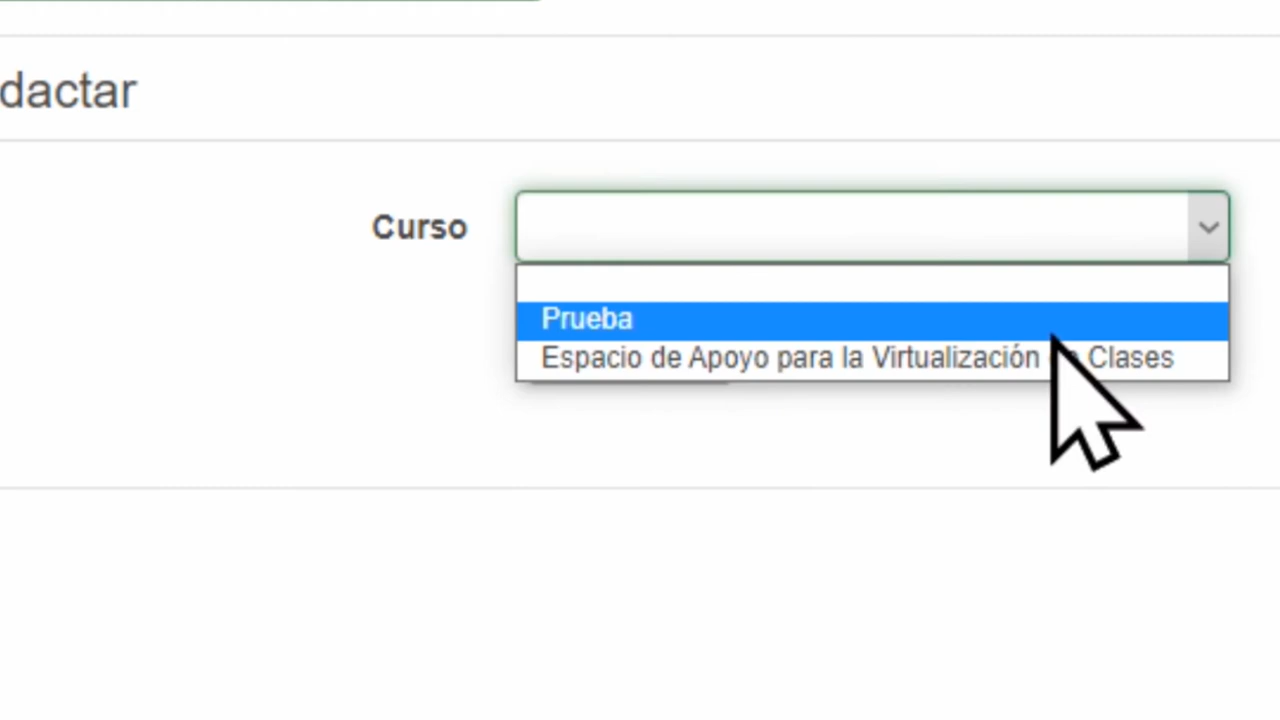 dactar
Curso
Prueba
Espacio de Apoyo para la Virtualización Clases